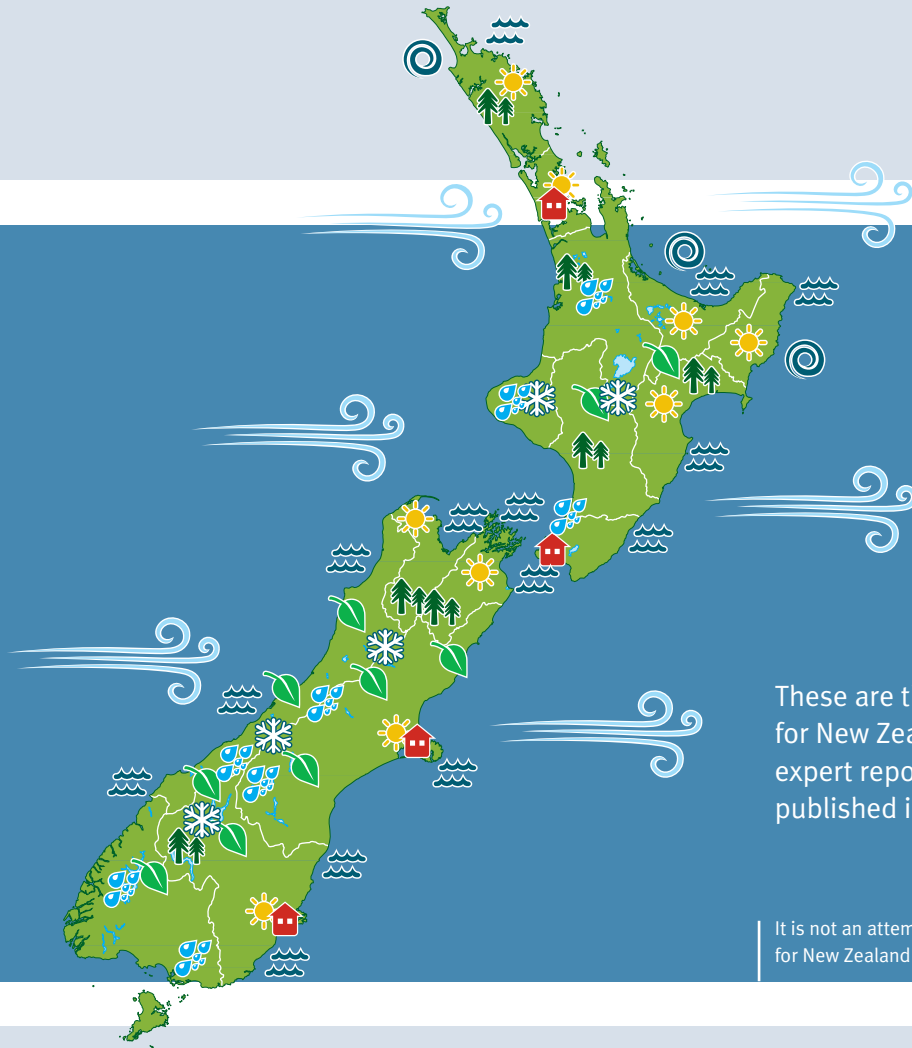 These are t
for New Zea
expert repo
published i
It is not an attem
for New Zealand